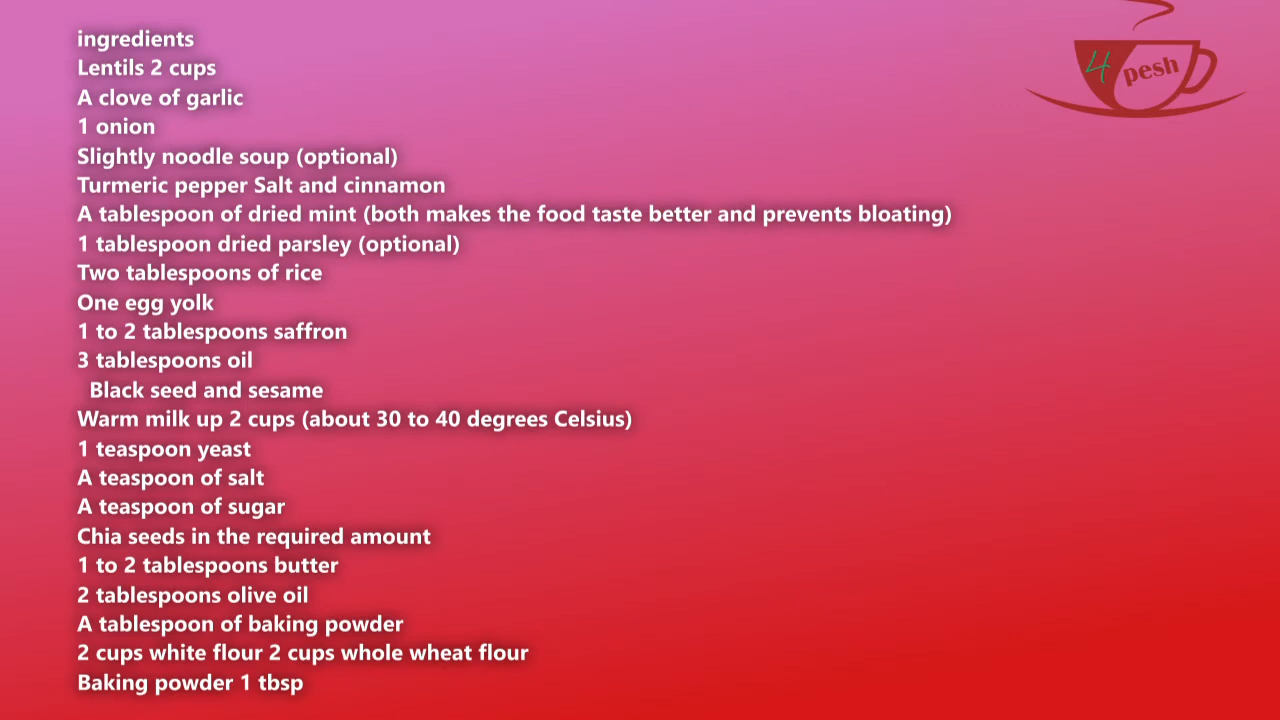 ingredients
Lentils 2 cups
A clove of garlic
1 onion
Slightly noodle soup (optional)
Turmeric pepper Salt and cinnamon
A tablespoon of dried mint (both makes the food taste better and prevents bloating)
1 tablespoon dried parsley (optional)
Two tablespoons of rice
One egg yolk
1 to 2 tablespoons saffron
3 tablespoons oil
Black seed and sesame
Warm milk up 2 cups (about 30 to 40 degrees Celsius)
1 teaspoon yeast
A teaspoon of salt
A teaspoon of sugar
Chia seeds in the required amount
1 to 2 tablespoons butter
2 tablespoons olive oil
A tablespoon of baking powder
2 cups white flour 2 cups whole wheat flour
Baking powder 1 tbsp
4 pesh